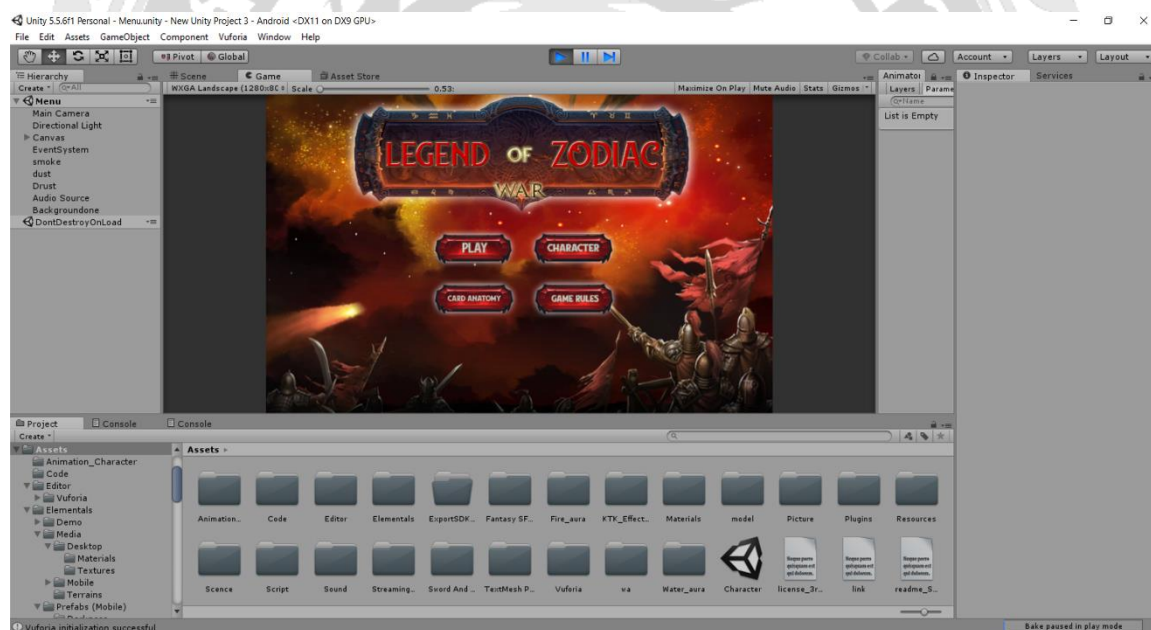 Unity 5.5.6f1 Personal - Menu.unity - New Unity Project 3 - Android <DX11 on DX9 GPU>
File Edit Assets GameObject Component Vuforia Window Help
Pivot Global Collab Account Layers Layout
Hierarchy
Create All
Menu
Main Camera
Directional Light
Canvas
EventSystem
smoke
dust
Drust
Audio Source
Backgroundone
DontDestroyOnLoad
Scene Game Asset Store
WXGA Landscape (1280x8C Scale 0.53: Maximize On Play Mute Audio Stats Gizmos
LEGEND OF ZODIAC
WAR
PLAY CHARACTER
CARD ANATOMY GAME RULES
Animator
Layers Parame
Name
List is Empty
Inspector Services
Project Console Console
Create
Assets
Animation_Character
Code
Editor
Vuforia
Elementals
Demo
Media
Desktop
Materials
Textures
Mobile
Terrains
Prefabs (Mobile)
Assets
Animation... Code Editor Elementals ExportSDK... Fantasy SF... Fire_aura KTK_Effect... Materials model Picture Plugins Resources
Scence Script Sound Streaming... Sword And ... TextMesh P... Vuforia wa Water_aura Character license_3r... link readme_S...
Vuforia initialization successful
Bake paused in play mode